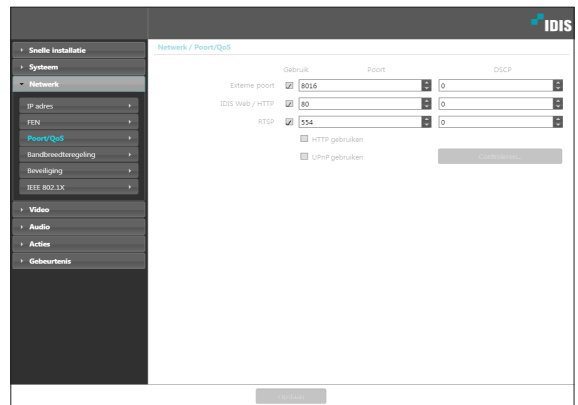 IDIS
Snelle installatie
Systeem
Netwerk
IP adres
FEN
Poort/QoS
Bandbreedteregeling
Beveiliging
IEEE 802.1X
Video
Audio
Acties
Gebeurtenis
Netwerk / Poort/QoS
Gebruik Poort DSCP
Externe poort 8016 0
IDIS Web / HTTP 80 0
RTSP 554 0
HTTP gebruiken
UPnP gebruiken